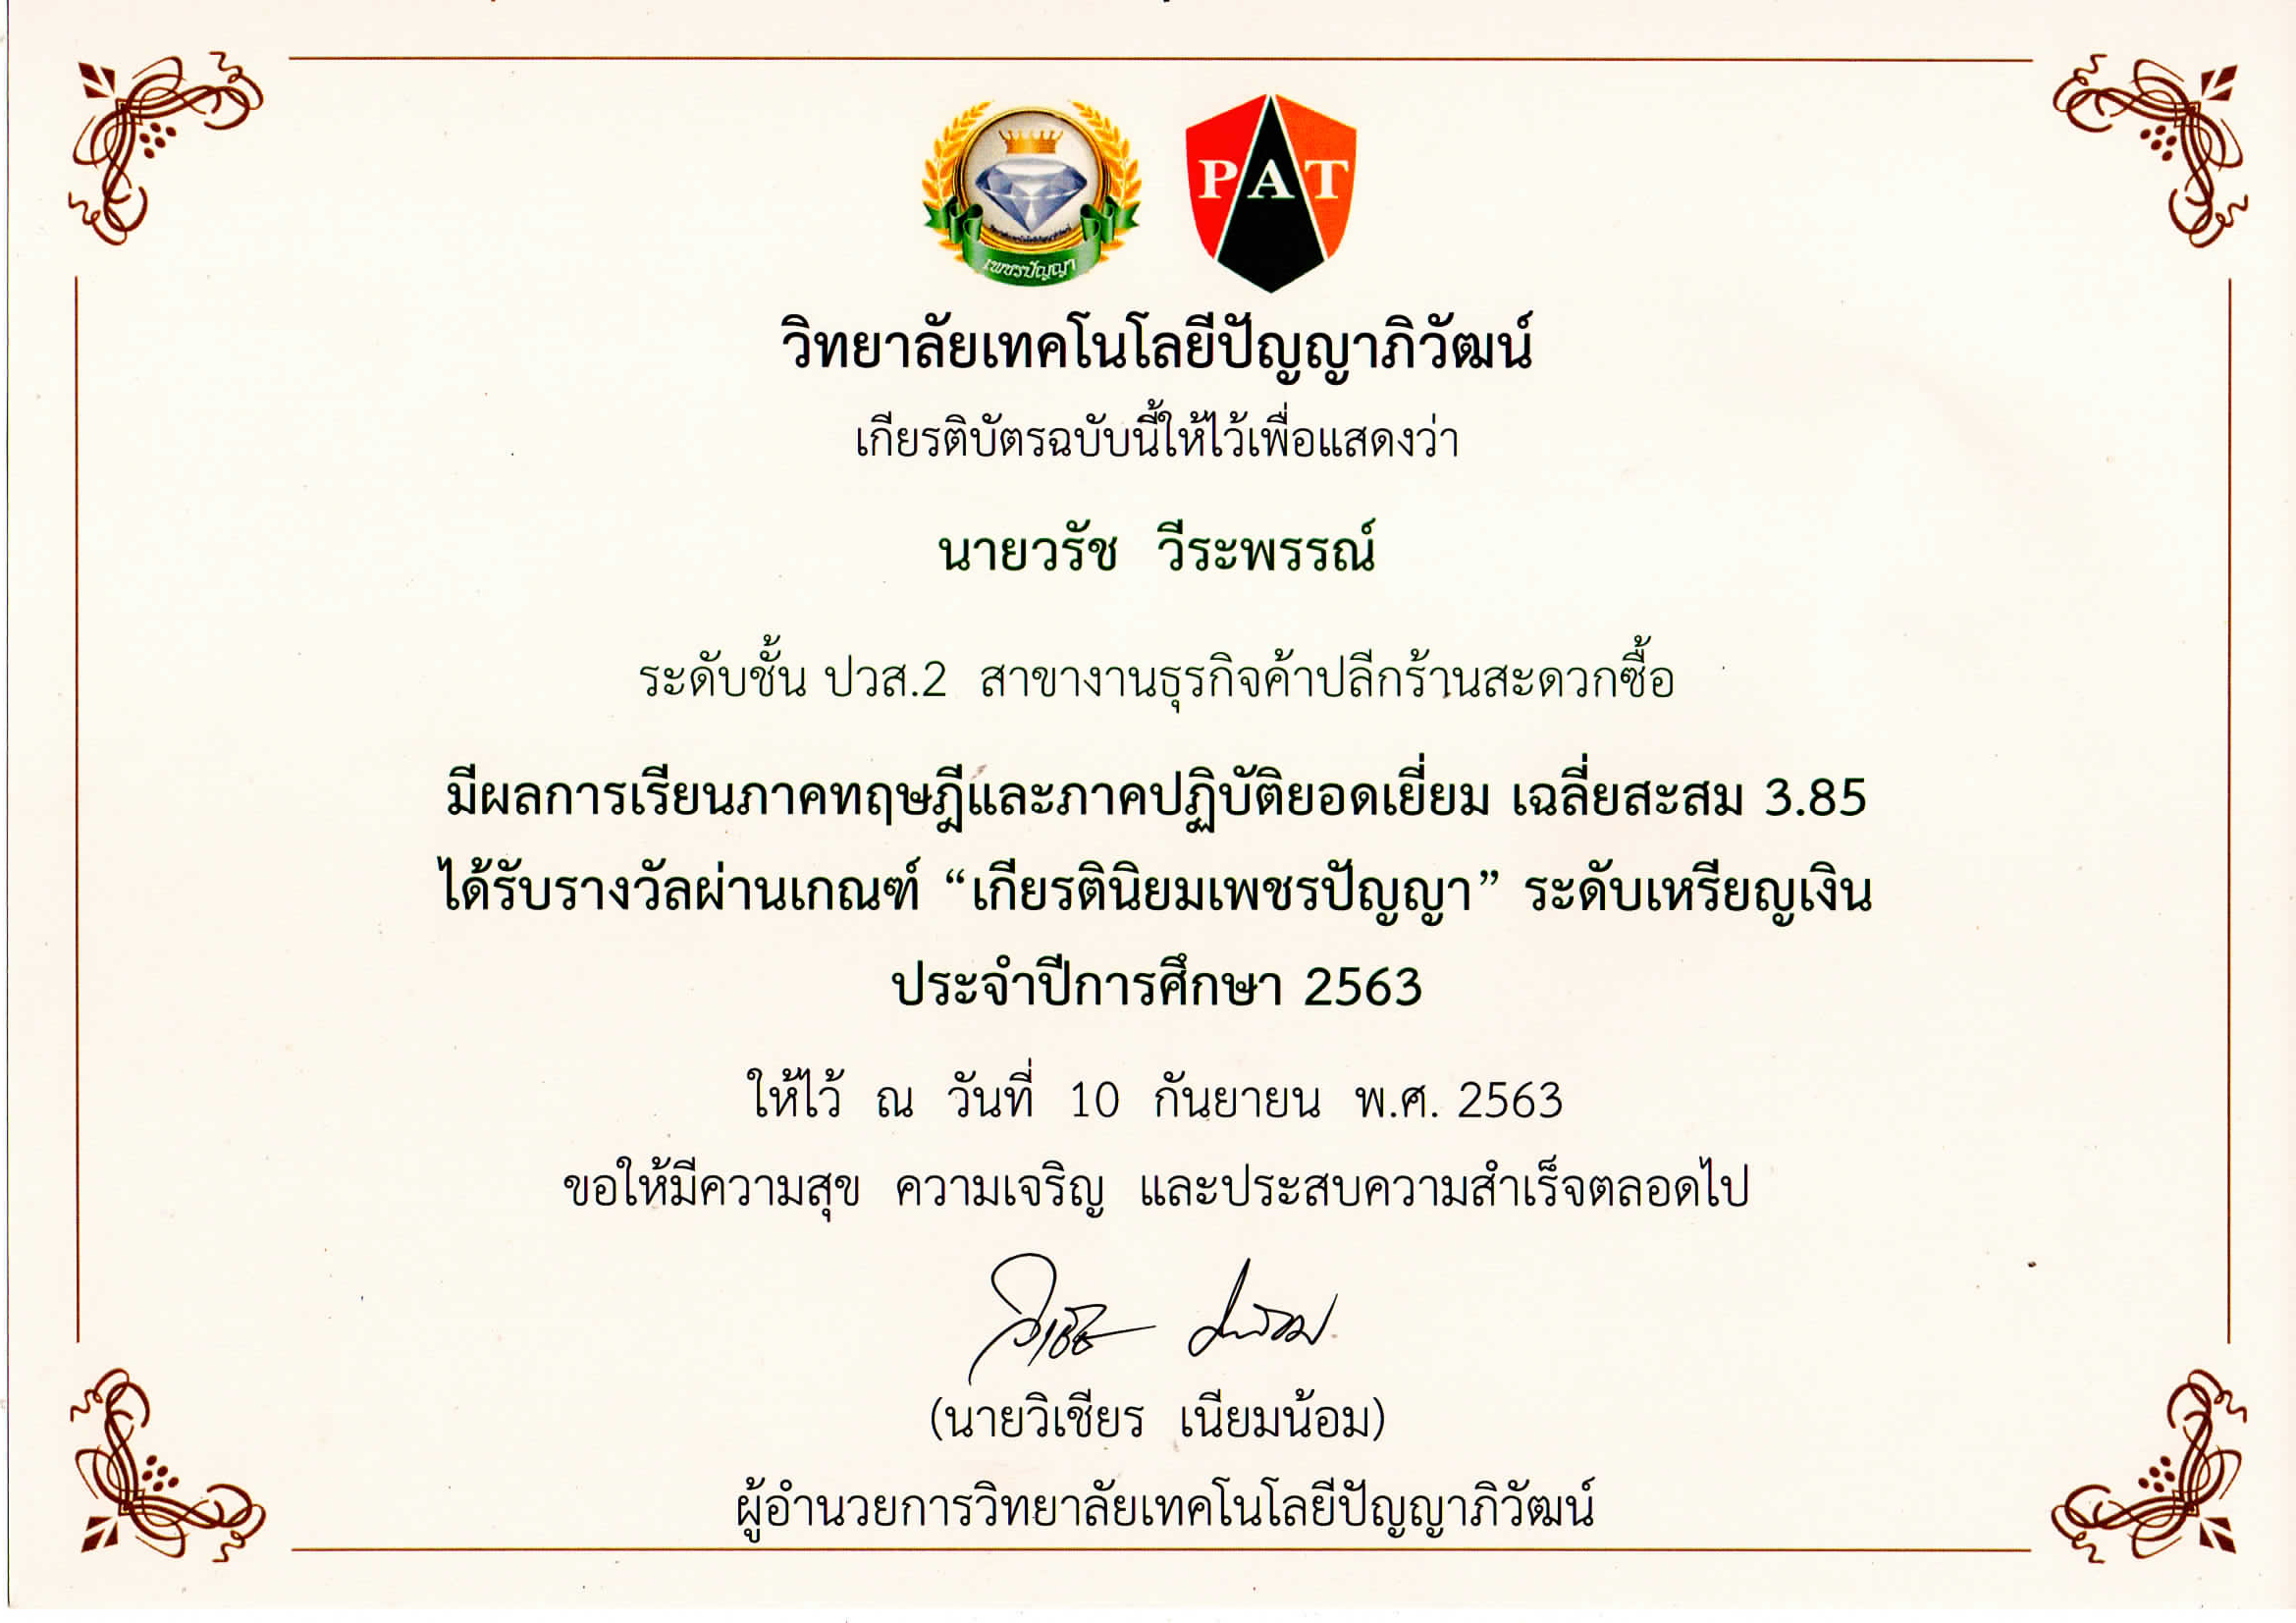 เพชรปัญญา
PAT
วิทยาลัยเทคโนโลยีปัญญาภิวัฒน์
เกียรติบัตรฉบับนี้ให้ไว้เพื่อแสดงว่า
นายวรัช วีระพรรณ์
ระดับชั้น ปวส.2 สาขางานธุรกิจค้าปลีกร้านสะดวกซื้อ
มีผลการเรียนภาคทฤษฎีและภาคปฏิบัติยอดเยี่ยม เฉลี่ยสะสม 3.85
ได้รับรางวัลผ่านเกณฑ์ “เกียรตินิยมเพชรปัญญา” ระดับเหรียญเงิน
ประจำปีการศึกษา 2563
ให้ไว้ ณ วันที่ 10 กันยายน พ.ศ. 2563
ขอให้มีความสุข ความเจริญ และประสบความสำเร็จตลอดไป
(นายวิเชียร เนียมน้อม)
ผู้อำนวยการวิทยาลัยเทคโนโลยีปัญญาภิวัฒน์